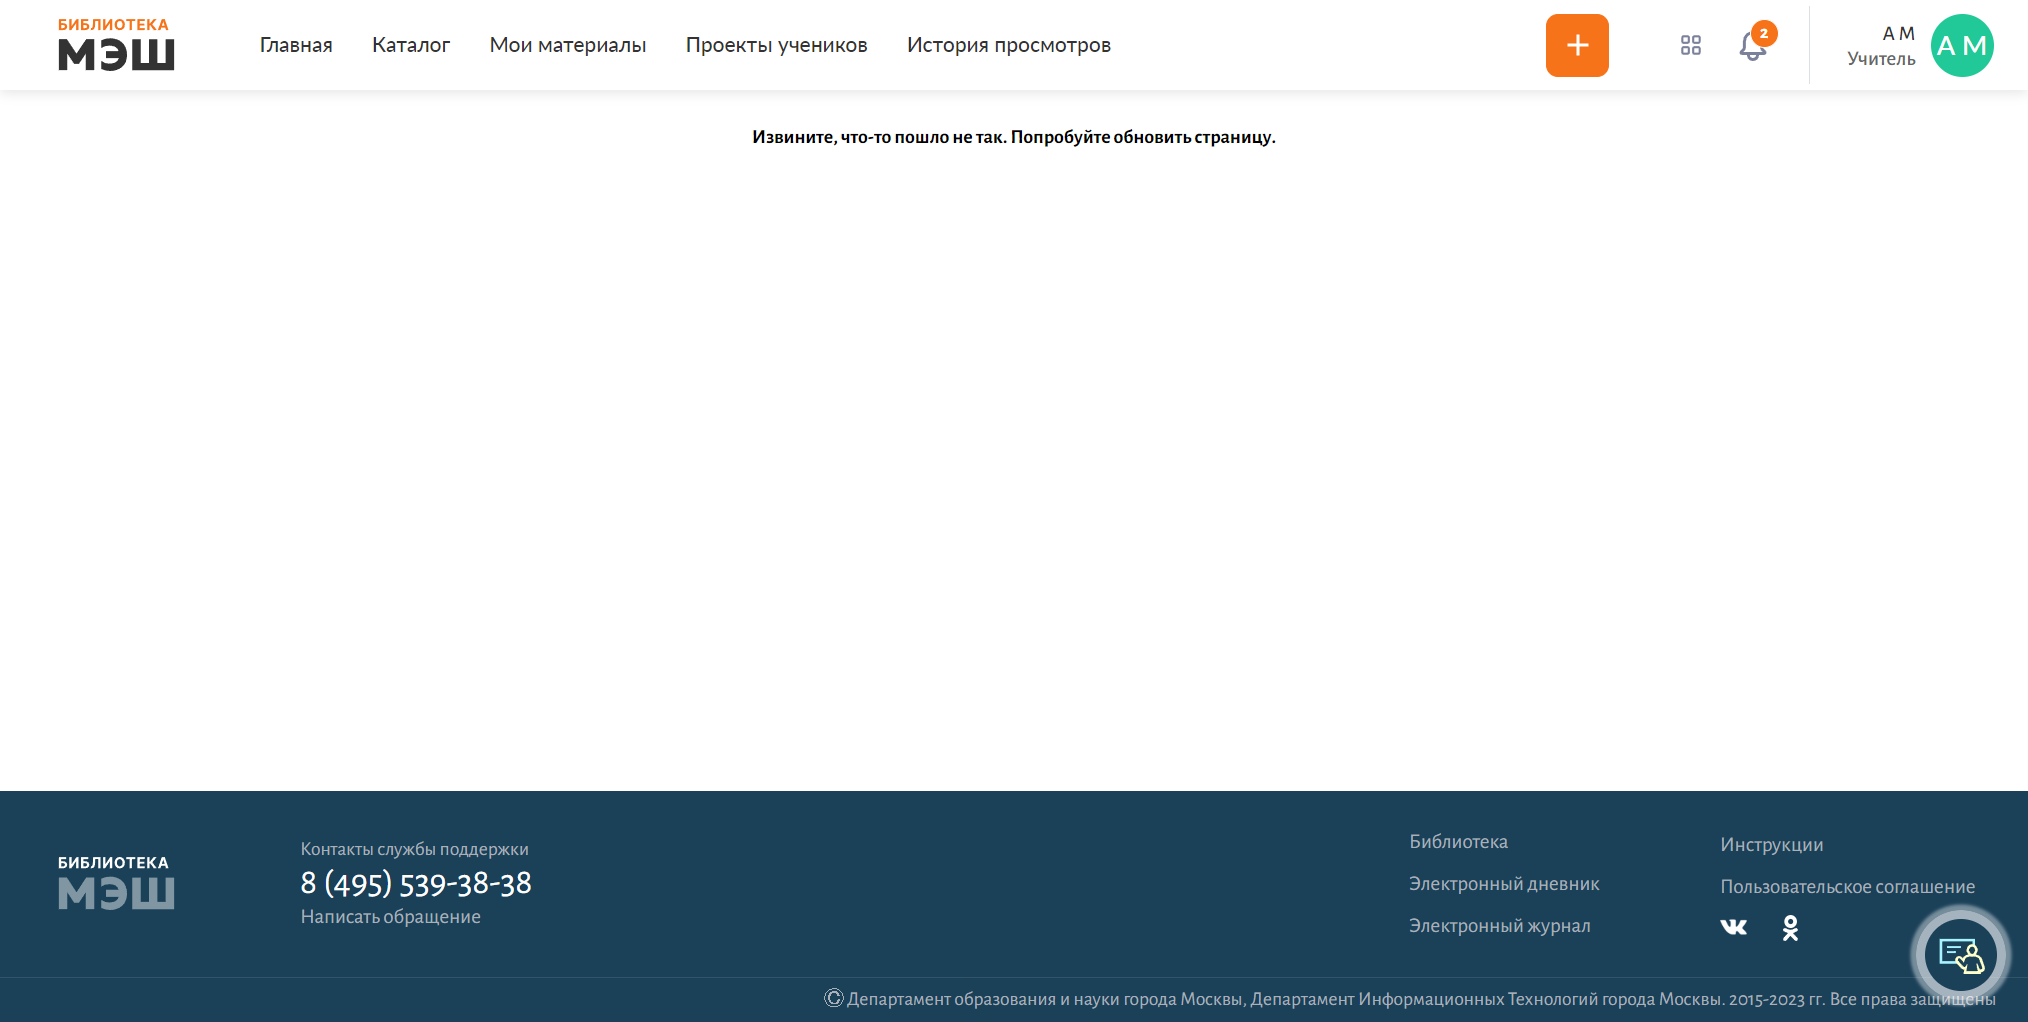 БИБЛИОТЕКА
МЭШ
Главная
Каталог
Мои материалы
Проекты учеников
История просмотров
2
А М
Учитель
А М
Извините, что-то пошло не так. Попробуйте обновить страницу.
БИБЛИОТЕКА
МЭШ
Контакты службы поддержки
8 (495) 539-38-38
Написать обращение
Библиотека
Электронный дневник
Электронный журнал
Инструкции
Пользовательское соглашение
© Департамент образования и науки города Москвы, Департамент Информационных Технологий города Москвы. 2015-2023 гг. Все права защищены